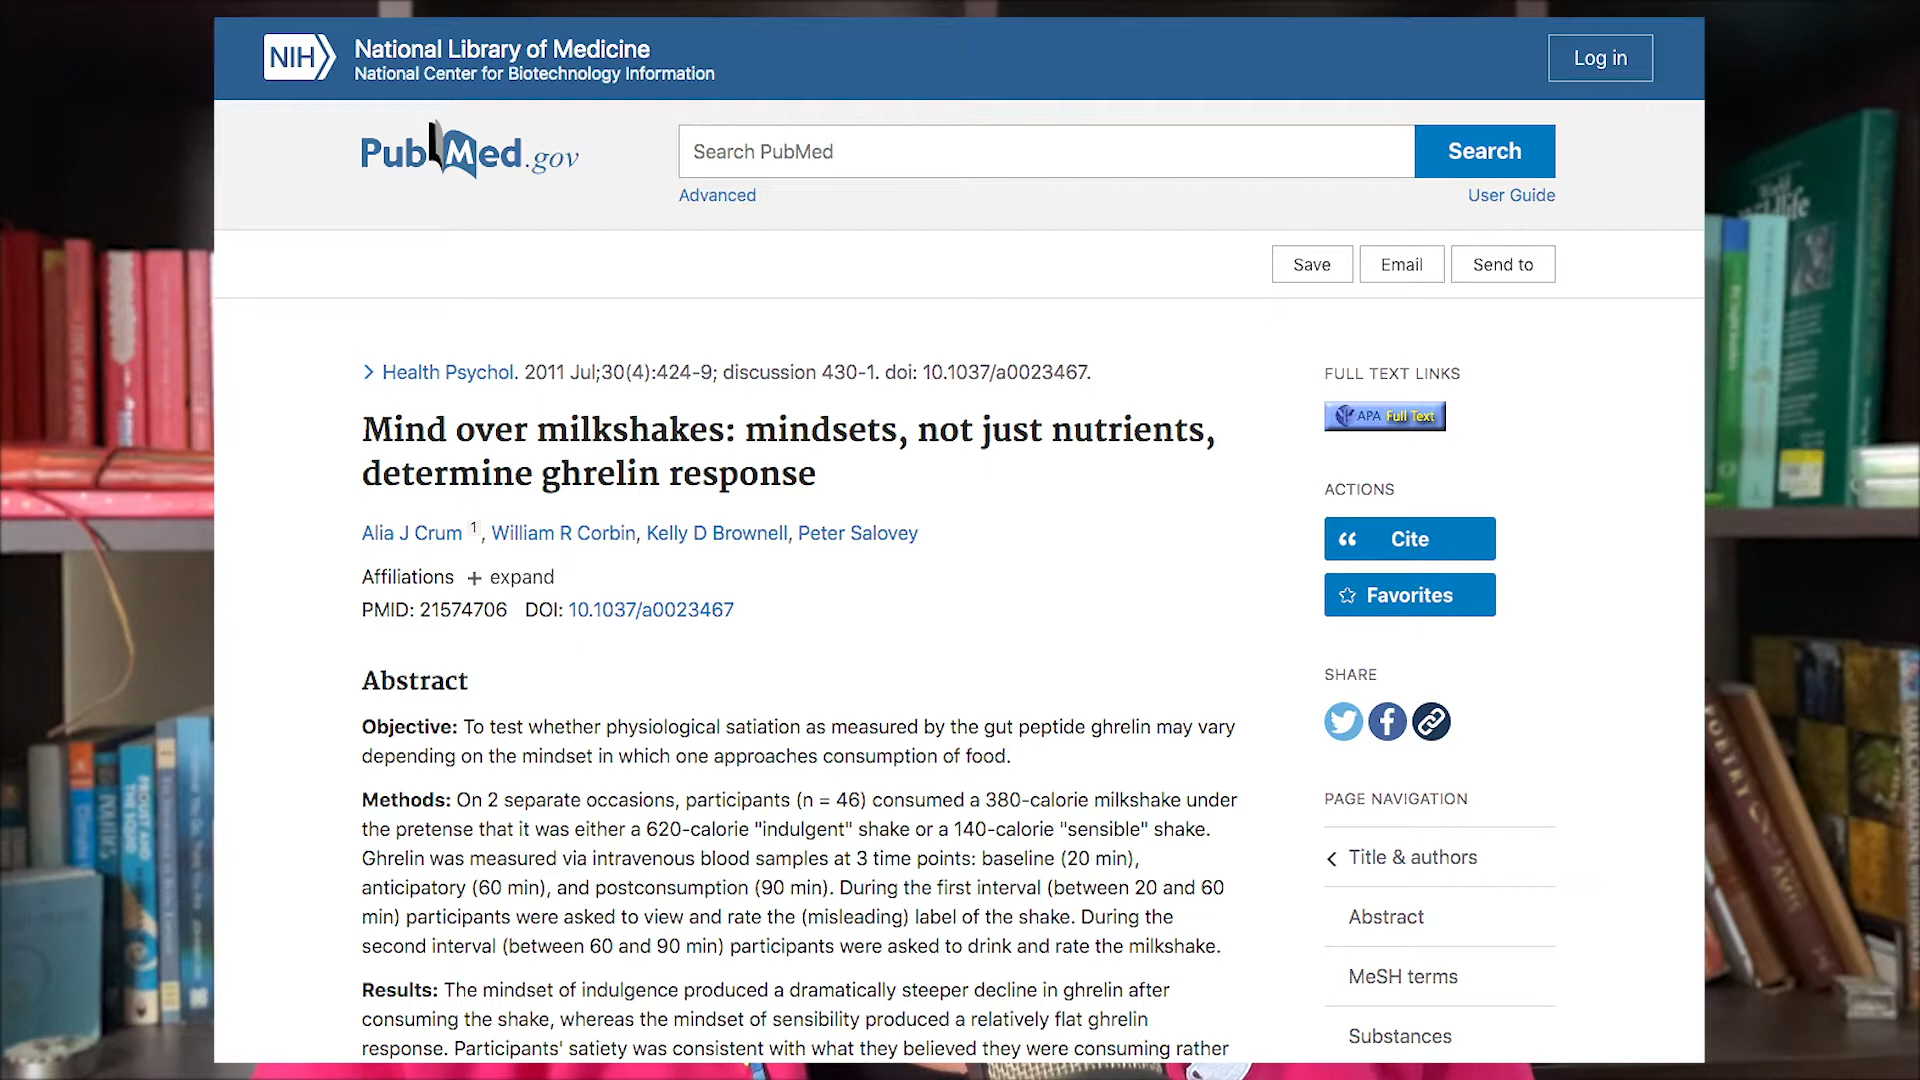 NIH
National Library of Medicine
National Center for Biotechnology Information
Log in
PubMed.gov
Search PubMed
Search
Advanced
User Guide
Save
Email
Send to
Health Psychol. 2011 Jul;30(4):424-9; discussion 430-1. doi: 10.1037/a0023467.
Mind over milkshakes: mindsets, not just nutrients,
determine ghrelin response
Alia J Crum 1, William R Corbin, Kelly D Brownell, Peter Salovey
Affiliations + expand
PMID: 21574706 DOI: 10.1037/a0023467
Abstract
Objective: To test whether physiological satiation as measured by the gut peptide ghrelin may vary
depending on the mindset in which one approaches consumption of food.
Methods: On 2 separate occasions, participants (n = 46) consumed a 380-calorie milkshake under
the pretense that it was either a 620-calorie "indulgent" shake or a 140-calorie "sensible" shake.
Ghrelin was measured via intravenous blood samples at 3 time points: baseline (20 min),
anticipatory (60 min), and postconsumption (90 min). During the first interval (between 20 and 60
min) participants were asked to view and rate the (misleading) label of the shake. During the
second interval (between 60 and 90 min) participants were asked to drink and rate the milkshake.
Results: The mindset of indulgence produced a dramatically steeper decline in ghrelin after
consuming the shake, whereas the mindset of sensibility produced a relatively flat ghrelin
response. Participants' satiety was consistent with what they believed they were consuming rather
FULL TEXT LINKS
APA Full Text
ACTIONS
Cite
Favorites
SHARE
PAGE NAVIGATION
Title & authors
Abstract
MeSH terms
Substances